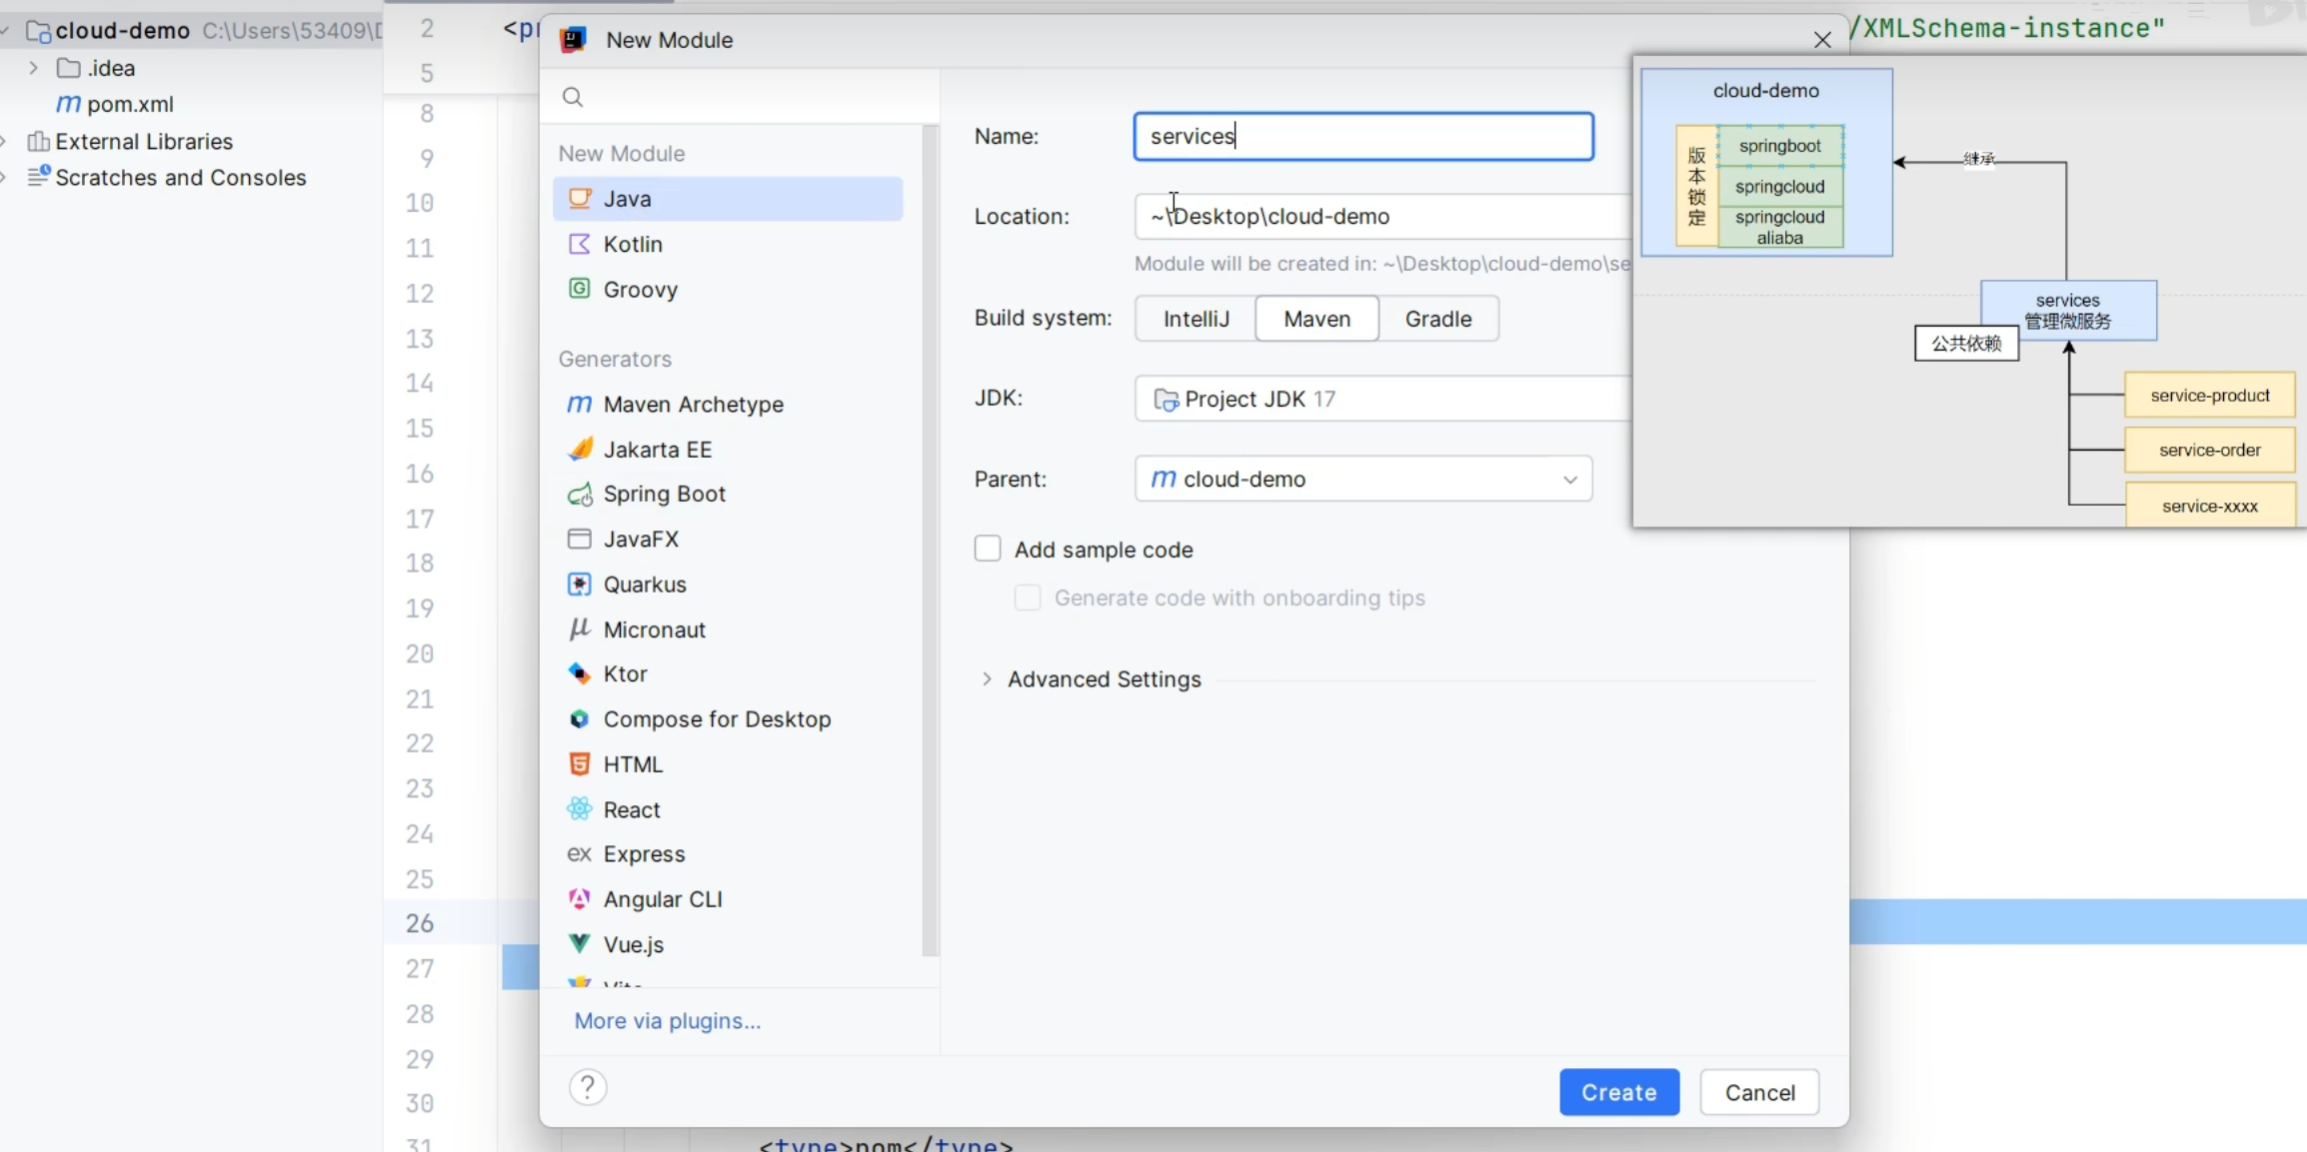 cloud-demo C:\Users\53409\
.idea
pom.xml
External Libraries
Scratches and Consoles
2
5
8
9
10
11
12
13
14
15
16
17
18
19
20
21
22
23
24
25
26
27
28
29
30
31
<pr
/XMLSchema-instance"
<type>pom</type>
New Module
New Module
Java
Kotlin
Groovy
Generators
Maven Archetype
Jakarta EE
Spring Boot
JavaFX
Quarkus
Micronaut
Ktor
Compose for Desktop
HTML
React
Express
Angular CLI
Vue.js
More via plugins...
Name: services
Location: ~\Desktop\cloud-demo
Module will be created in: ~\Desktop\cloud-demo\se
Build system: IntelliJ Maven Gradle
JDK: Project JDK 17
Parent: cloud-demo
Add sample code
Generate code with onboarding tips
Advanced Settings
?
Create
Cancel
cloud-demo
版本锁定
springboot
springcloud
springcloud
aliaba
继承
services
管理微服务
公共依赖
service-product
service-order
service-xxxx